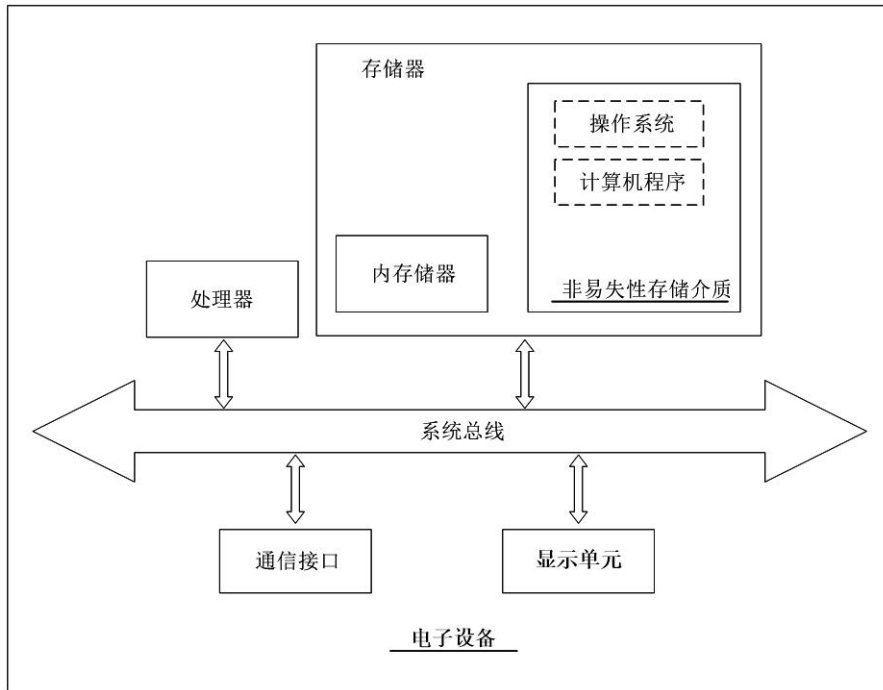 存储器
操作系统
计算机程序
内存储器
非易失性存储介质
处理器
系统总线
通信接口
显示单元
电子设备